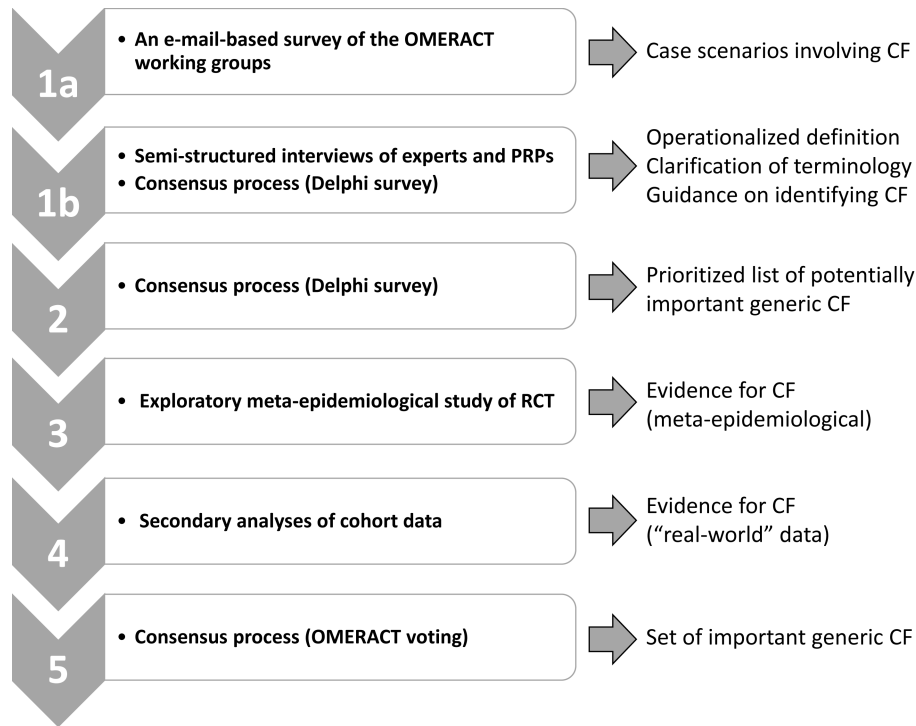 1a
• An e-mail-based survey of the OMERACT
working groups
Case scenarios involving CF
1b
• Semi-structured interviews of experts and PRPs
• Consensus process (Delphi survey)
Operationalized definition
Clarification of terminology
Guidance on identifying CF
2
• Consensus process (Delphi survey)
Prioritized list of potentially
important generic CF
3
• Exploratory meta-epidemiological study of RCT
Evidence for CF
(meta-epidemiological)
4
• Secondary analyses of cohort data
Evidence for CF
(“real-world” data)
5
• Consensus process (OMERACT voting)
Set of important generic CF